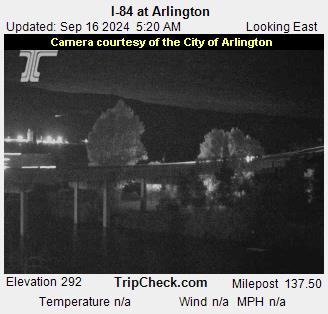 I-84 at Arlington
Updated: Sep 16 2024 5:20 AM Looking East
Camera courtesy of the City of Arlington
Elevation 292 TripCheck.com Milepost 137.50
Temperature n/a Wind n/a MPH n/a